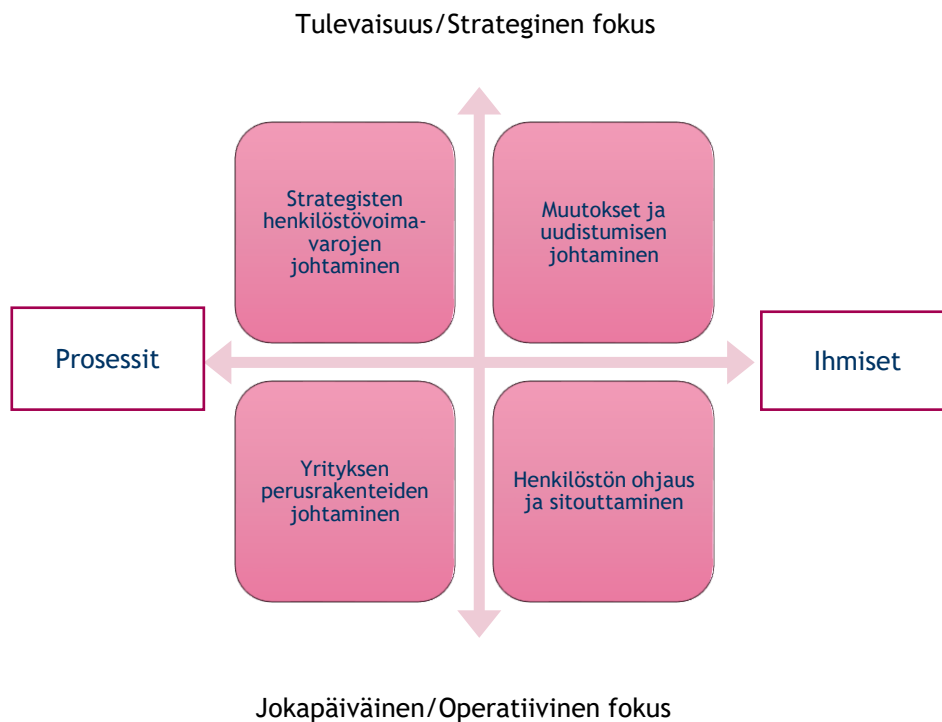 Tulevaisuus/Strateginen fokus
Strategisten
henkilöstövoima-
varojen
johtaminen
Muutokset ja
uudistumisen
johtaminen
Prosessit
Ihmiset
Yrityksen
perusrakenteiden
johtaminen
Henkilöstön ohjaus
ja sitouttaminen
Jokapäiväinen/Operatiivinen fokus